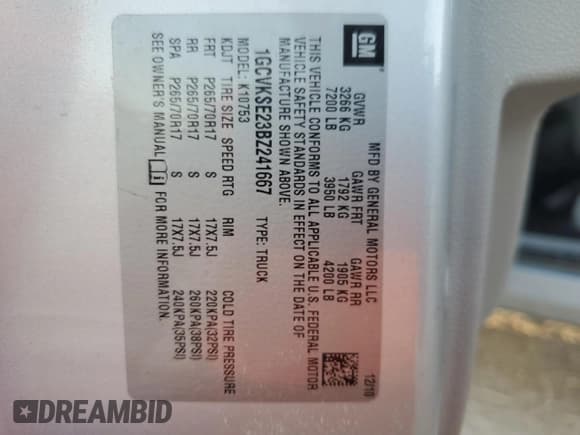 GM
MFD BY GENERAL MOTORS LLC 12/10
GVWR GAWR FRT GAWR RR
3266 KG 1792 KG 1905 KG
7200 LB 3950 LB 4200 LB
THIS VEHICLE CONFORMS TO ALL APPLICABLE U.S. FEDERAL MOTOR
VEHICLE SAFETY STANDARDS IN EFFECT ON THE DATE OF
MANUFACTURE SHOWN ABOVE.
1GCVKSE23BZ241667 TYPE: TRUCK
MODEL: K10753
KDJT TIRE SIZE SPEED RTG RIM COLD TIRE PRESSURE
FRT P265/70R17 S 17X7.5J 220KPA(32PSI)
RR P265/70R17 S 17X7.5J 260KPA(38PSI)
SPA P265/70R17 S 17X7.5J 240KPA(35PSI)
SEE OWNER'S MANUAL FOR MORE INFORMATION.
DREAMBID